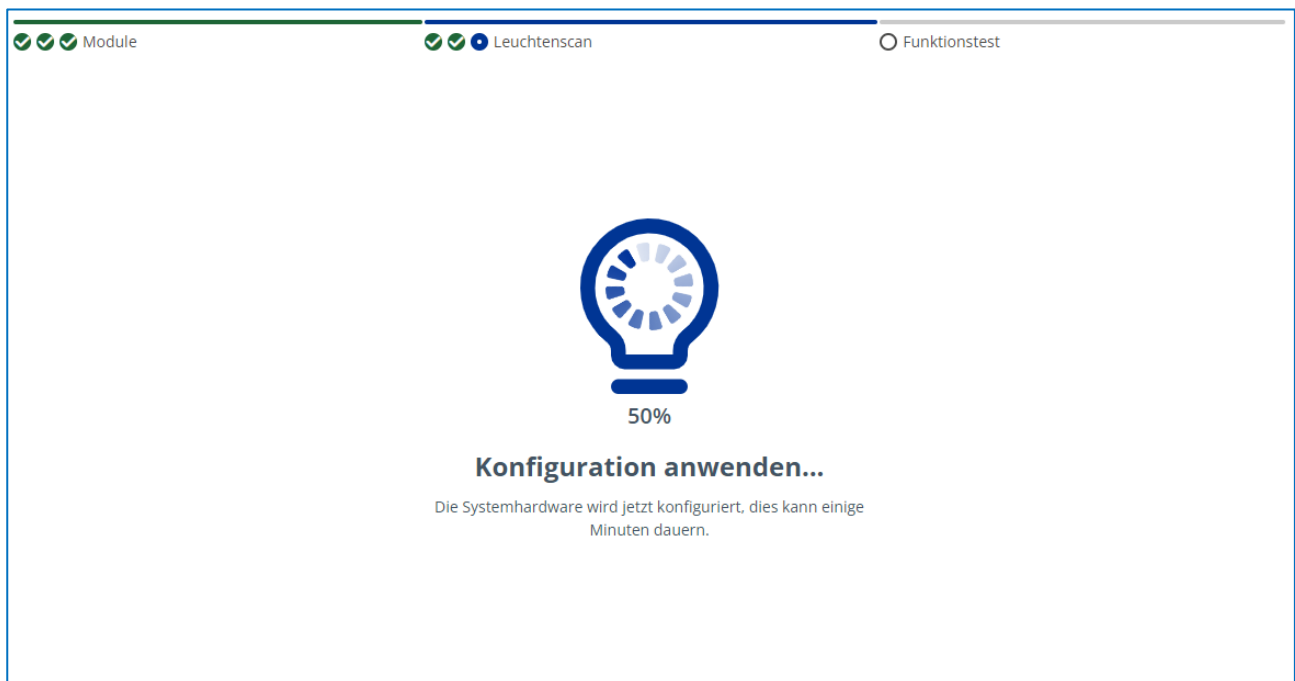 Module
Leuchtenscan
Funktionstest
50%
Konfiguration anwenden...
Die Systemhardware wird jetzt konfiguriert, dies kann einige
Minuten dauern.